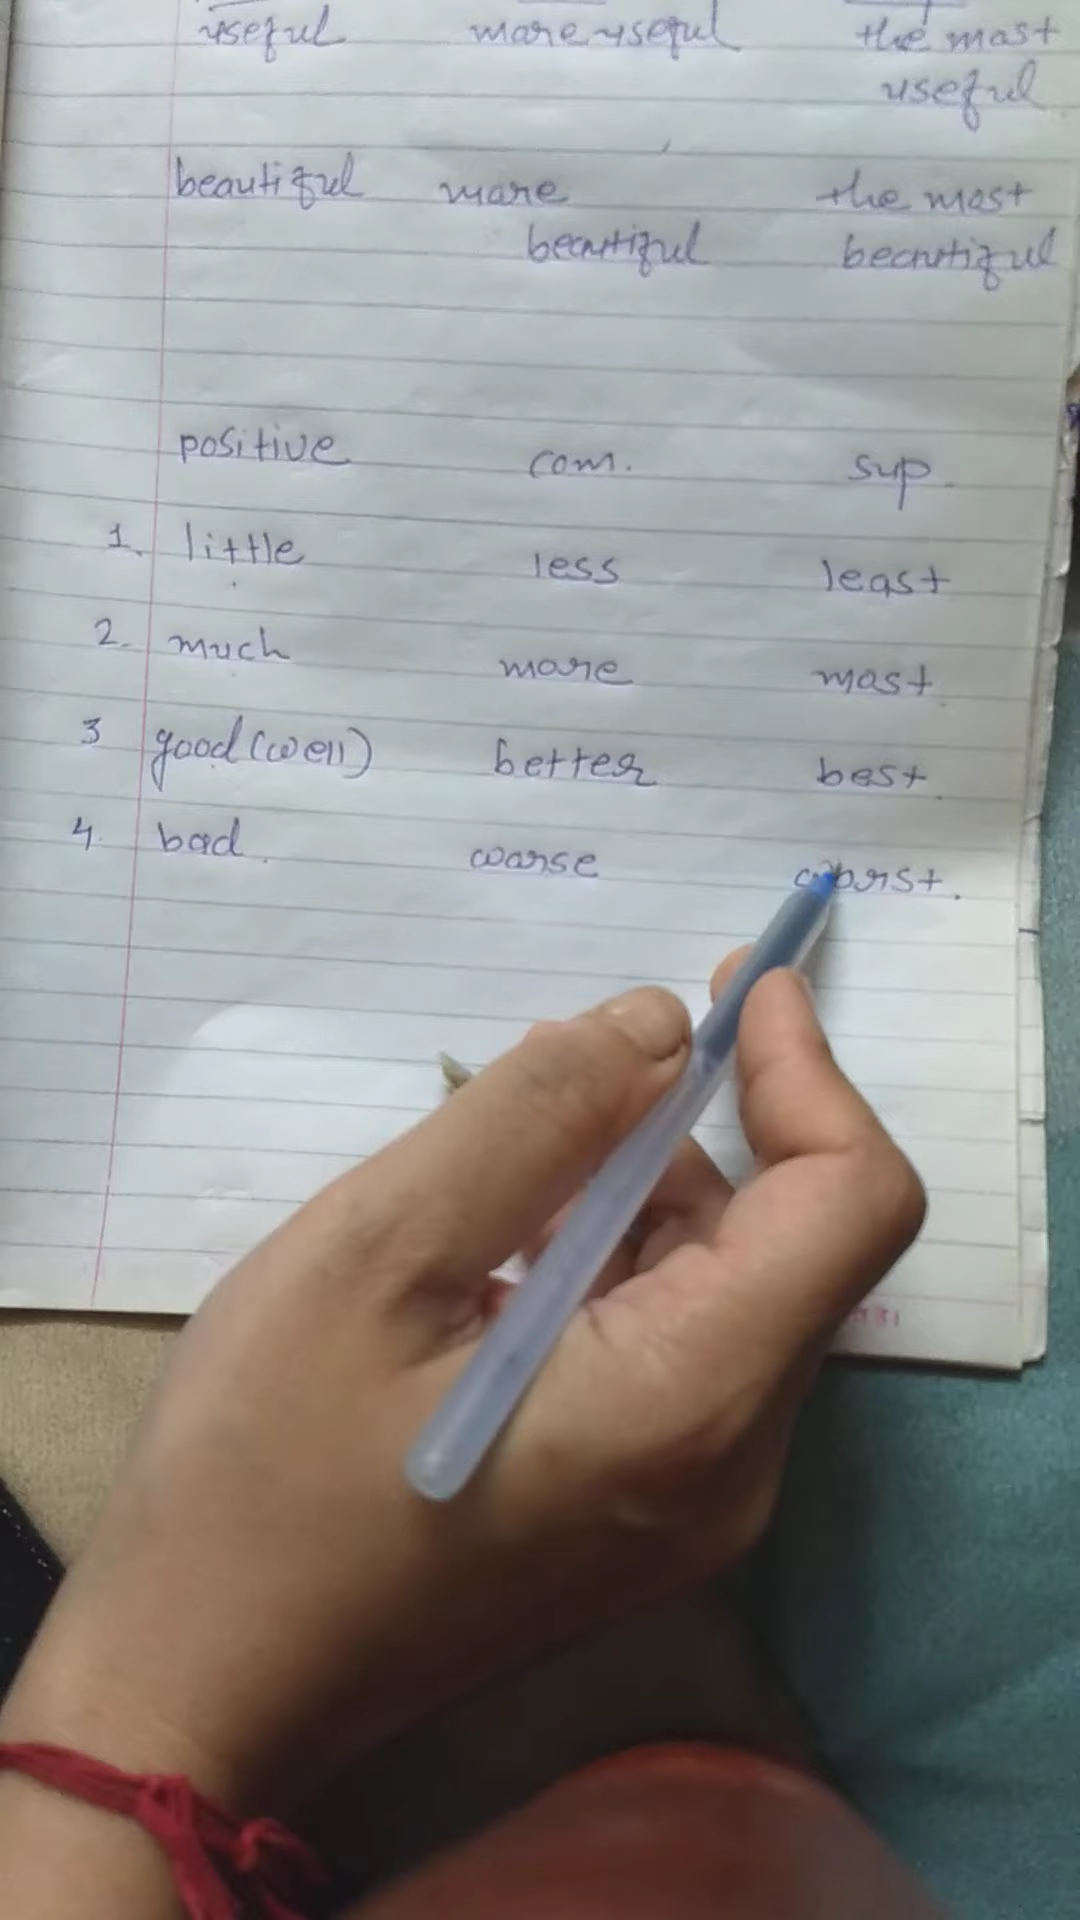 useful more useful the most
useful
beautiful more the most
beautiful beautiful
positive com. sup.
1. little less least
2. much more most
3 good (well) better best
4. bad. worse worst.